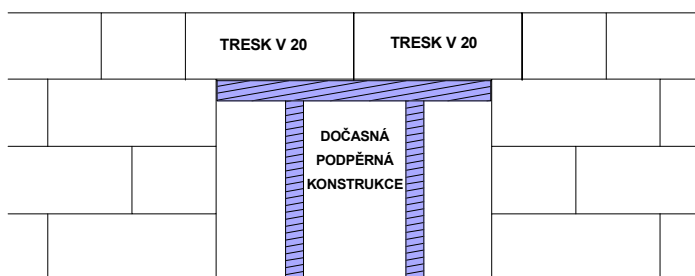 TRESK V 20
TRESK V 20
DOČASNÁ
PODPĚRNÁ
KONSTRUKCE